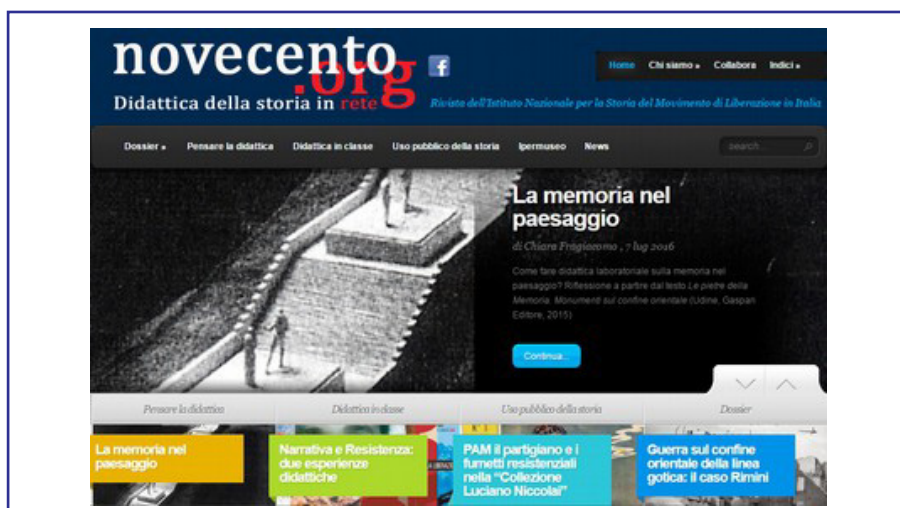 novecento
.org
Didattica della storia in rete
Home Chi siamo » Collabora Indici »
Rivista dell'Istituto Nazionale per la Storia del Movimento di Liberazione in Italia
Dossier » Pensare la didattica Didattica in classe Uso pubblico della storia Ipermuseo News
search...
La memoria nel
paesaggio
di Chiara Fragiacomo , 7 lug 2016
Come fare didattica laboratoriale sulla memoria nel
paesaggio? Riflessione a partire dal testo Le pietre della
Memoria. Monumenti sul confine orientale (Udine, Gaspari
Editore, 2015)
Continua...
Pensare la didattica Didattica in classe Uso pubblico della storia Dossier
La memoria nel
paesaggio
Narrativa e Resistenza:
due esperienze
didattiche
PAM il partigiano e i
fumetti resistenziali
nella "Collezione
Luciano Niccolai"
Guerra sul confine
orientale della linea
gotica: il caso Rimini